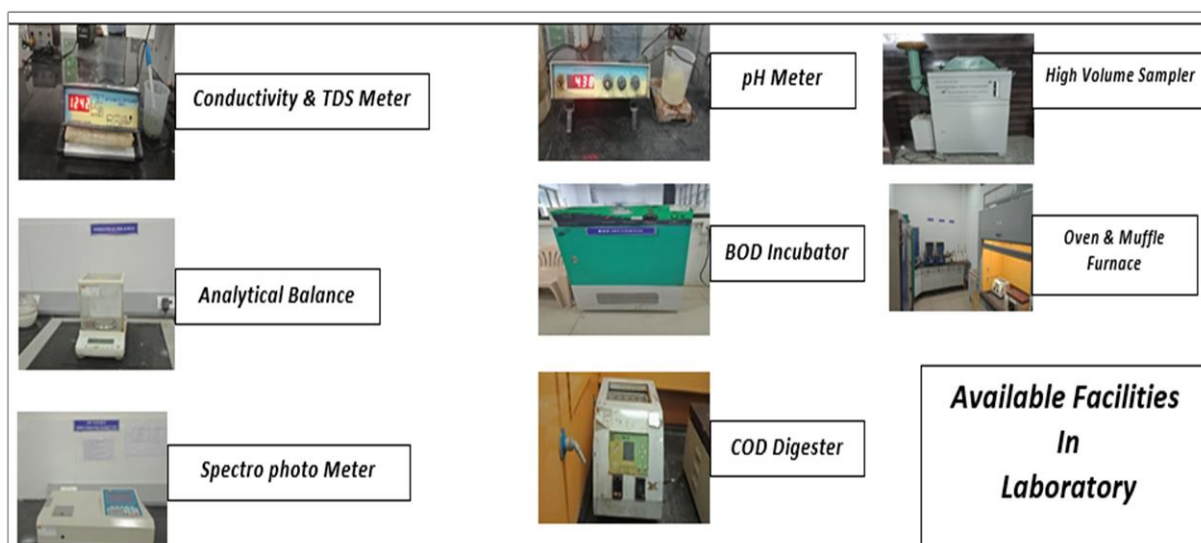 Conductivity & TDS Meter
pH Meter
High Volume Sampler
Analytical Balance
BOD Incubator
Oven & Muffle
Furnace
Spectro photo Meter
COD Digester
Available Facilities
In
Laboratory
1242